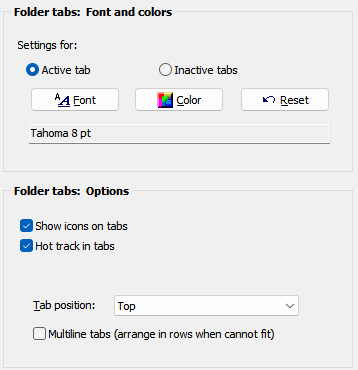 Folder tabs: Font and colors
Settings for:
Active tab
Inactive tabs
Font
Color
Reset
Tahoma 8 pt
Folder tabs: Options
Show icons on tabs
Hot track in tabs
Tab position:
Top
Multiline tabs (arrange in rows when cannot fit)